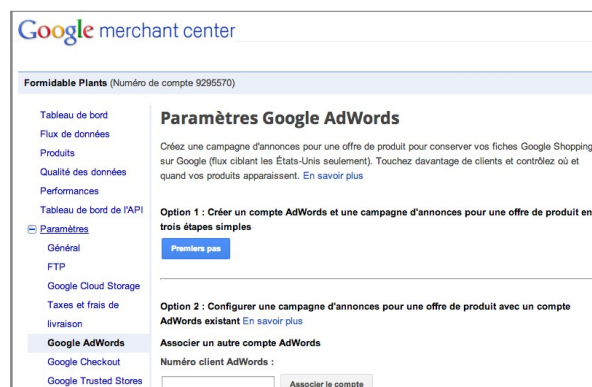 Google merchant center
Formidable Plants (Numéro de compte 9295570)
Tableau de bord
Flux de données
Produits
Qualité des données
Performances
Tableau de bord de l'API
Paramètres
Général
FTP
Google Cloud Storage
Taxes et frais de
livraison
Google AdWords
Google Checkout
Google Trusted Stores
Paramètres Google AdWords
Créez une campagne d'annonces pour une offre de produit pour conserver vos fiches Google Shopping
sur Google (flux ciblant les États-Unis seulement). Touchez davantage de clients et contrôlez où et
quand vos produits apparaissent. En savoir plus
Option 1 : Créer un compte AdWords et une campagne d'annonces pour une offre de produit en
trois étapes simples
Premiers pas
Option 2 : Configurer une campagne d'annonces pour une offre de produit avec un compte
AdWords existant En savoir plus
Associer un autre compte AdWords
Numéro client AdWords :
Associer le compte